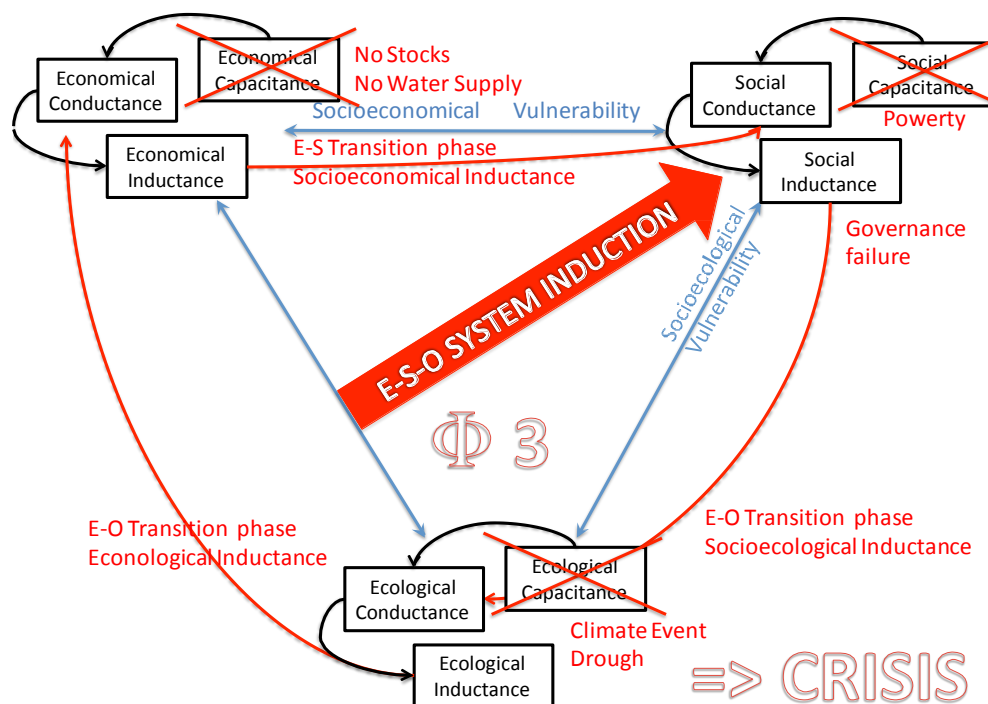 Economical
Capacitance
No Stocks
No Water Supply
Economical
Conductance
Social
Capacitance
Social
Conductance
Powerty
Socioeconomical Vulnerability
E-S Transition phase
Socioeconomical Inductance
Economical
Inductance
Social
Inductance
Governance
failure
Socioecological
Vulnerability
E-S-O SYSTEM INDUCTION
Φ 3
E-O Transition phase
Econological Inductance
E-O Transition phase
Socioecological Inductance
Ecological
Capacitance
Ecological
Conductance
Climate Event
Drough
Ecological
Inductance
=> CRISIS